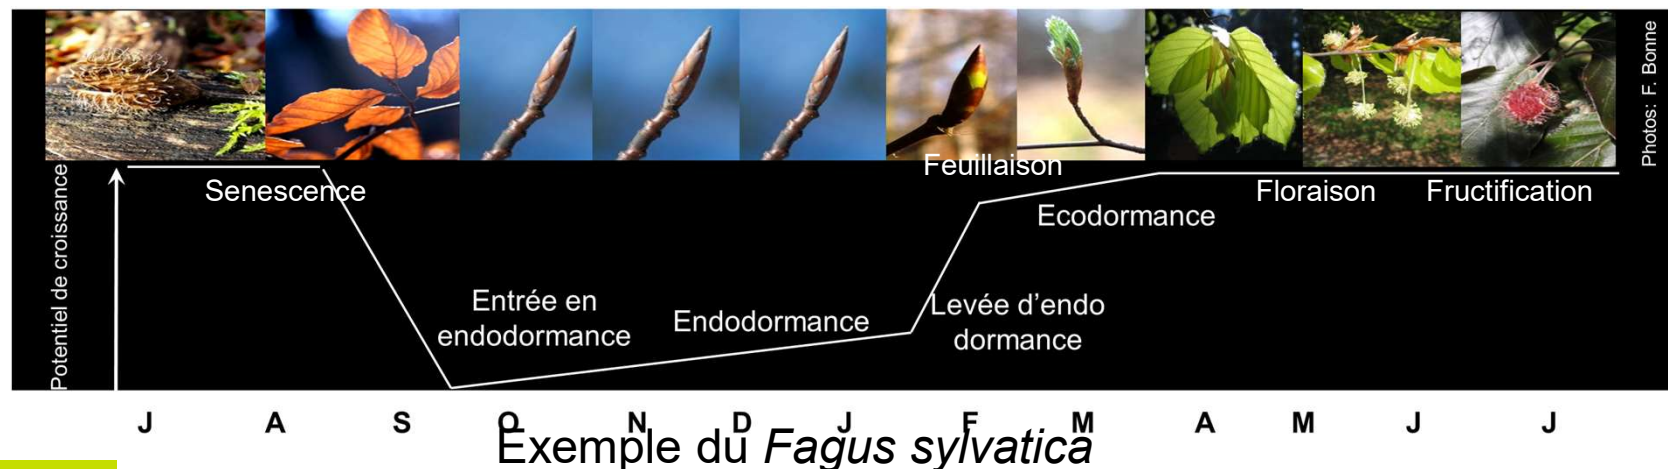 Photos: F. Bonne
Potentiel de croissance
Senescence
Feuillaison
Floraison
Fructification
Ecodormance
Entrée en
endodormance
Endodormance
Levée d'endo
dormance
J A S O N D J F M A M J J
Exemple du Fagus sylvatica